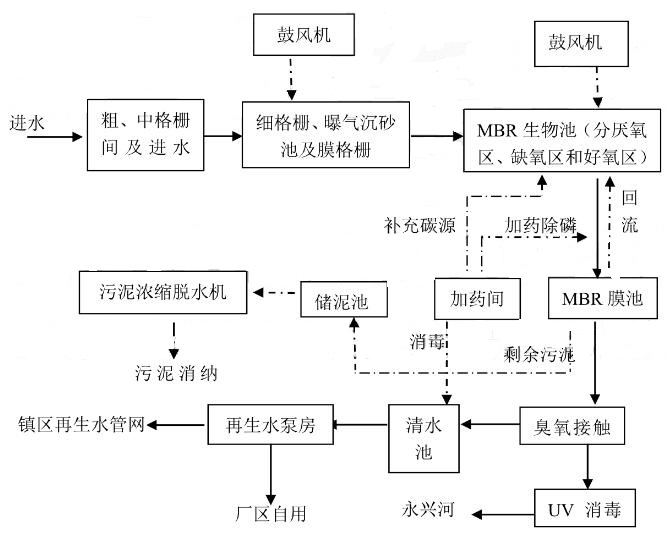 鼓风机
鼓风机
进水
粗、中格栅
间及进水
细格栅、曝气沉砂
池及膜格栅
MBR 生物池（分厌氧
区、缺氧区和好氧区）
补充碳源
加药除磷
回
流
污泥浓缩脱水机
储泥池
加药间
MBR 膜池
消毒
剩余污泥
污泥消纳
镇区再生水管网
再生水泵房
清水
池
臭氧接触
厂区自用
永兴河
UV 消毒